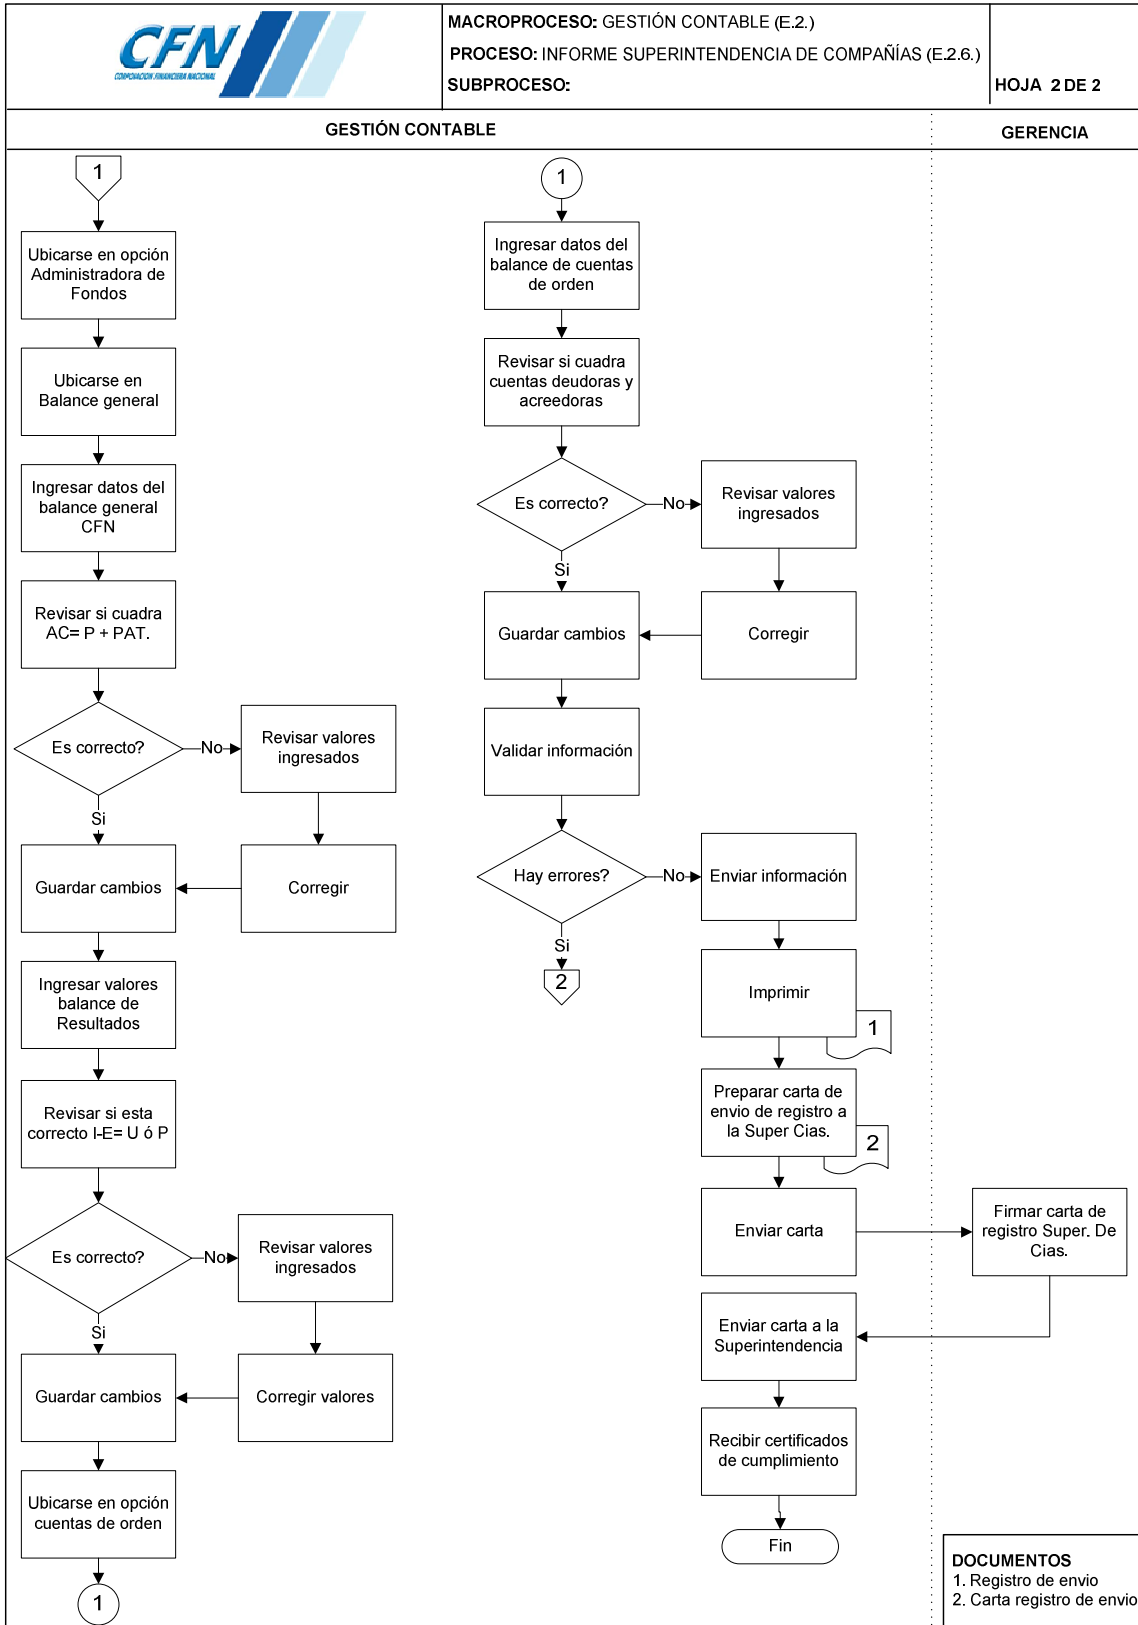 CFN
CORPORACION FINANCIERA NACIONAL
MACROPROCESO: GESTIÓN CONTABLE (E.2.)
PROCESO: INFORME SUPERINTENDENCIA DE COMPAÑÍAS (E.2.6.)
SUBPROCESO:
HOJA 2 DE 2
GESTIÓN CONTABLE
GERENCIA
1
Ubicarse en opción
Administradora de
Fondos
Ubicarse en
Balance general
Ingresar datos del
balance general
CFN
Revisar si cuadra
AC= P + PAT.
Es correcto?
No
Revisar valores
ingresados
Si
Guardar cambios
Corregir
Ingresar valores
balance de
Resultados
Revisar si esta
correcto I-E= U ó P
Es correcto?
No
Revisar valores
ingresados
Si
Guardar cambios
Corregir valores
Ubicarse en opción
cuentas de orden
1
1
Ingresar datos del
balance de cuentas
de orden
Revisar si cuadra
cuentas deudoras y
acreedoras
Es correcto?
No
Revisar valores
ingresados
Si
Guardar cambios
Corregir
Validar información
Hay errores?
No
Enviar información
Si
2
Imprimir
1
Preparar carta de
envio de registro a
la Super Cias.
2
Enviar carta
Firmar carta de
registro Super. De
Cias.
Enviar carta a la
Superintendencia
Recibir certificados
de cumplimiento
Fin
DOCUMENTOS
1. Registro de envio
2. Carta registro de envio